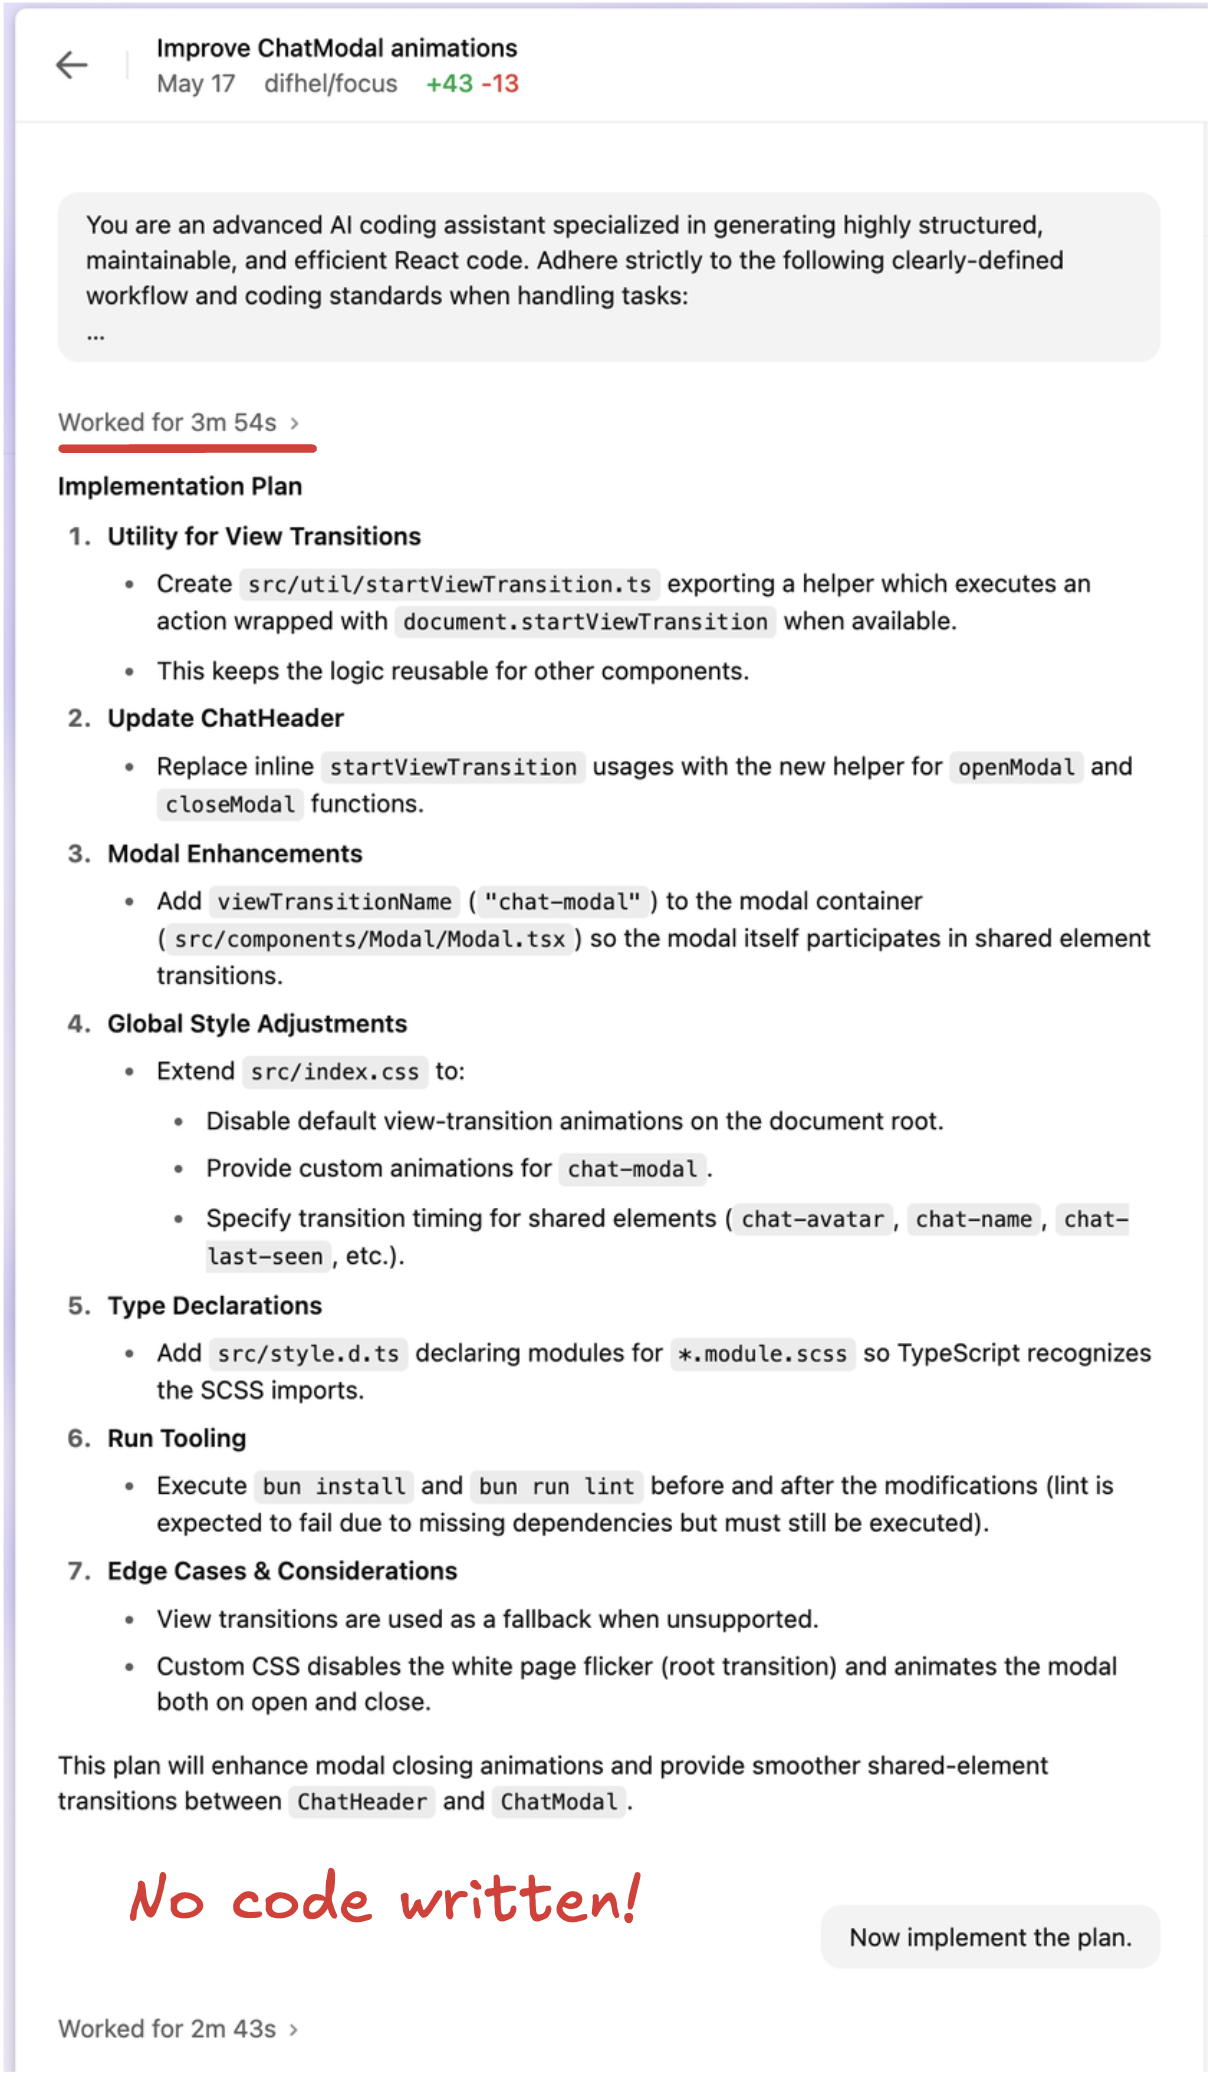 Improve ChatModal animations
May 17 difhel/focus +43 -13
You are an advanced AI coding assistant specialized in generating highly structured,
maintainable, and efficient React code. Adhere strictly to the following clearly-defined
workflow and coding standards when handling tasks:
...
Worked for 3m 54s >
Implementation Plan
1. Utility for View Transitions
• Create src/util/startViewTransition.ts exporting a helper which executes an
action wrapped with document.startViewTransition when available.
• This keeps the logic reusable for other components.
2. Update ChatHeader
• Replace inline startViewTransition usages with the new helper for openModal and
closeModal functions.
3. Modal Enhancements
• Add viewTransitionName ("chat-modal") to the modal container
(src/components/Modal/Modal.tsx) so the modal itself participates in shared element
transitions.
4. Global Style Adjustments
• Extend src/index.css to:
• Disable default view-transition animations on the document root.
• Provide custom animations for chat-modal.
• Specify transition timing for shared elements (chat-avatar, chat-name, chat-
last-seen, etc.).
5. Type Declarations
• Add src/style.d.ts declaring modules for *.module.scss so TypeScript recognizes
the SCSS imports.
6. Run Tooling
• Execute bun install and bun run lint before and after the modifications (lint is
expected to fail due to missing dependencies but must still be executed).
7. Edge Cases & Considerations
• View transitions are used as a fallback when unsupported.
• Custom CSS disables the white page flicker (root transition) and animates the modal
both on open and close.
This plan will enhance modal closing animations and provide smoother shared-element
transitions between ChatHeader and ChatModal.
No code written!
Now implement the plan.
Worked for 2m 43s >